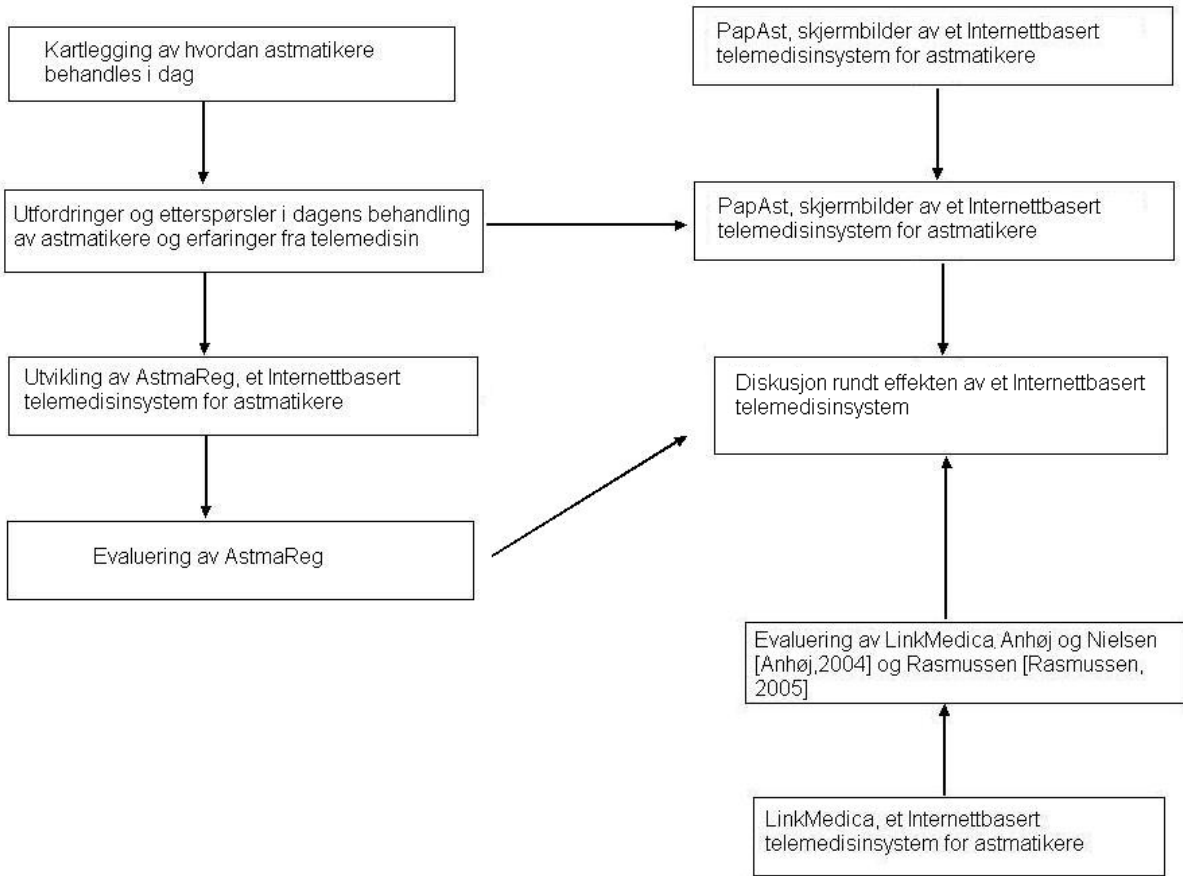 Kartlegging av hvordan astmatikere
behandles i dag
Utfordringer og etterspørsler i dagens behandling
av astmatikere og erfaringer fra telemedisin
Utvikling av AstmaReg, et Internettbasert
telemedisinsystem for astmatikere
Evaluering av AstmaReg
PapAst, skjermbilder av et Internettbasert
telemedisinsystem for astmatikere
PapAst, skjermbilder av et Internettbasert
telemedisinsystem for astmatikere
Diskusjon rundt effekten av et Internettbasert
telemedisinsystem
Evaluering av LinkMedica, Anhøj og Nielsen
[Anhøj,2004] og Rasmussen [Rasmussen,
2005]
LinkMedica, et Internettbasert
telemedisinsystem for astmatikere